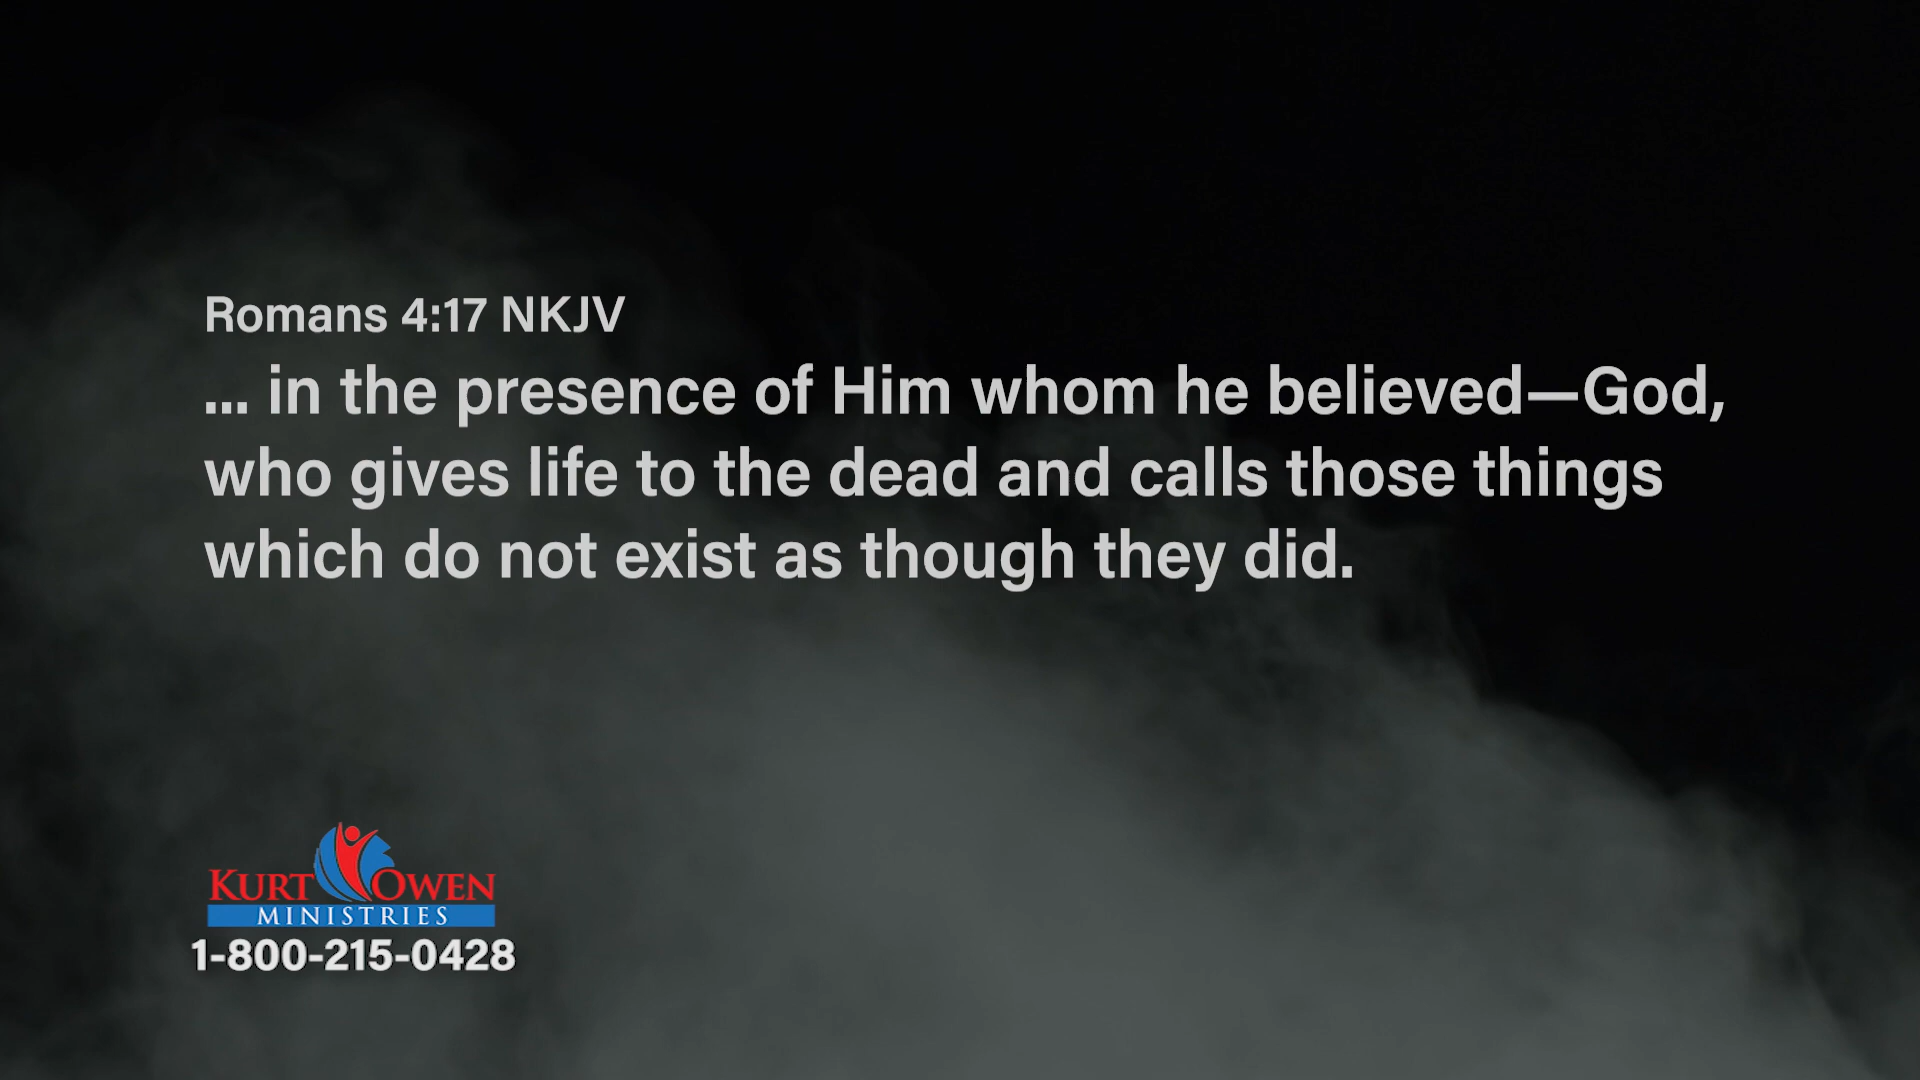 Romans 4:17 NKJV
... in the presence of Him whom he believed—God,
who gives life to the dead and calls those things
which do not exist as though they did.
KURT OWEN
MINISTRIES
1-800-215-0428